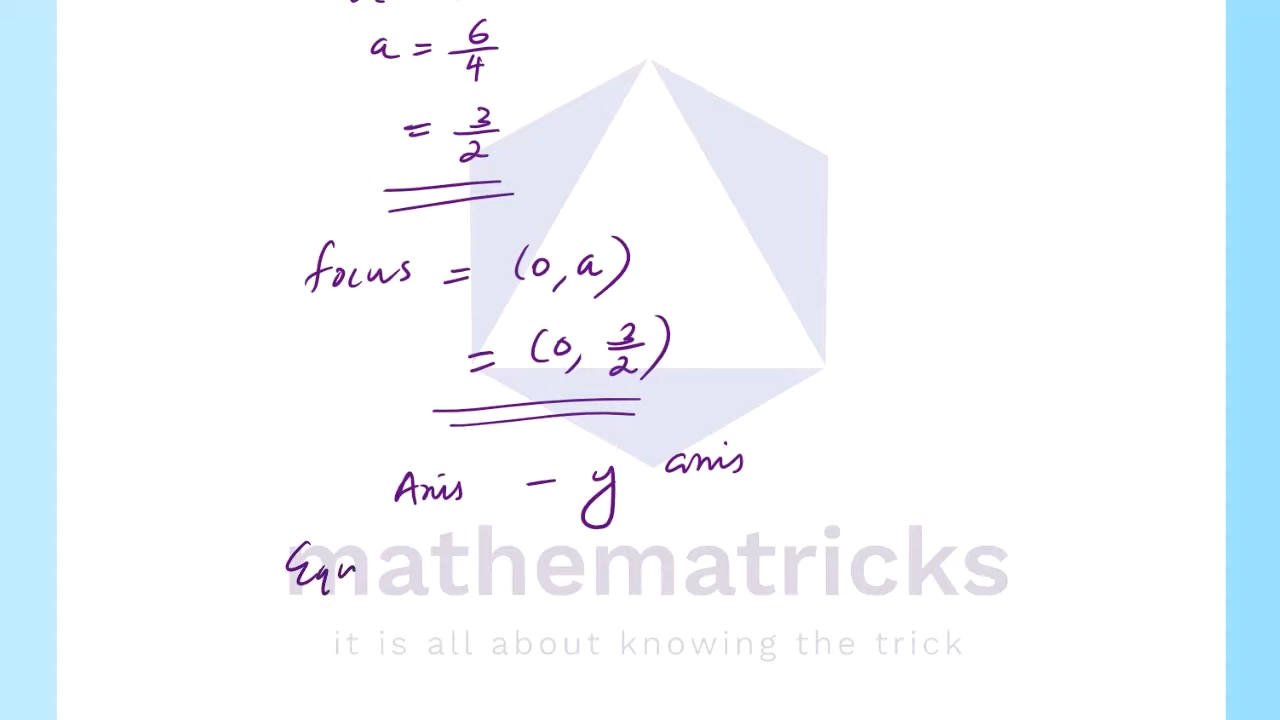 a = 6/4
= 3/2
focus = (0, a)
= (0, 3/2)
Axis - y axis
Equ
mathematricks
it is all about knowing the trick